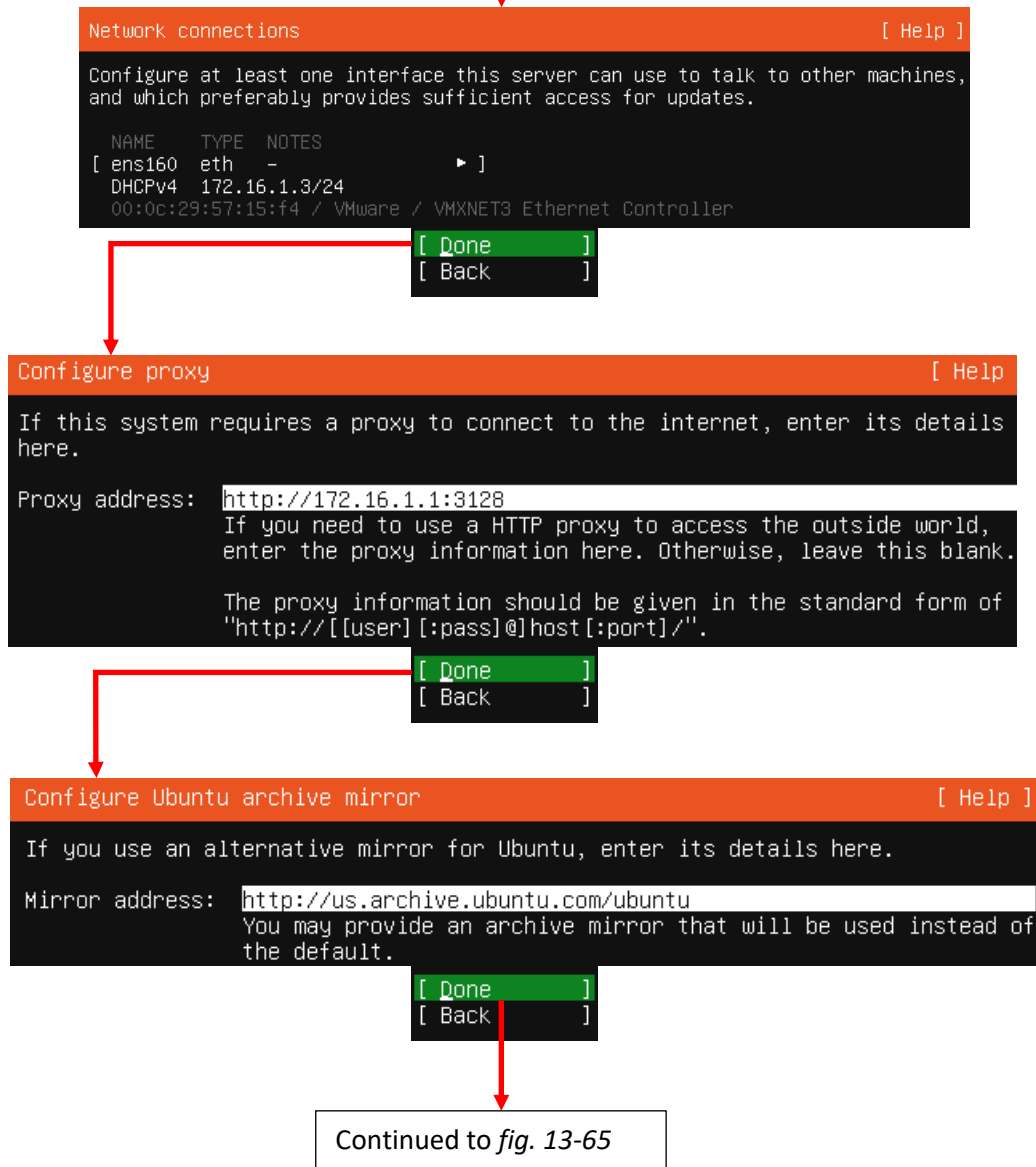 Network connections [ Help ]
Configure at least one interface this server can use to talk to other machines,
and which preferably provides sufficient access for updates.
NAME TYPE NOTES
[ ens160 eth - ▸ ]
DHCPv4 172.16.1.3/24
00:0c:29:57:15:f4 / VMware / VMXNET3 Ethernet Controller
[ Done ]
[ Back ]
Configure proxy [ Help
If this system requires a proxy to connect to the internet, enter its details
here.
Proxy address: http://172.16.1.1:3128
If you need to use a HTTP proxy to access the outside world,
enter the proxy information here. Otherwise, leave this blank.
The proxy information should be given in the standard form of
"http://[[user][:pass]@]host[:port]/".
[ Done ]
[ Back ]
Configure Ubuntu archive mirror [ Help ]
If you use an alternative mirror for Ubuntu, enter its details here.
Mirror address: http://us.archive.ubuntu.com/ubuntu
You may provide an archive mirror that will be used instead of
the default.
[ Done ]
[ Back ]
Continued to fig. 13-65